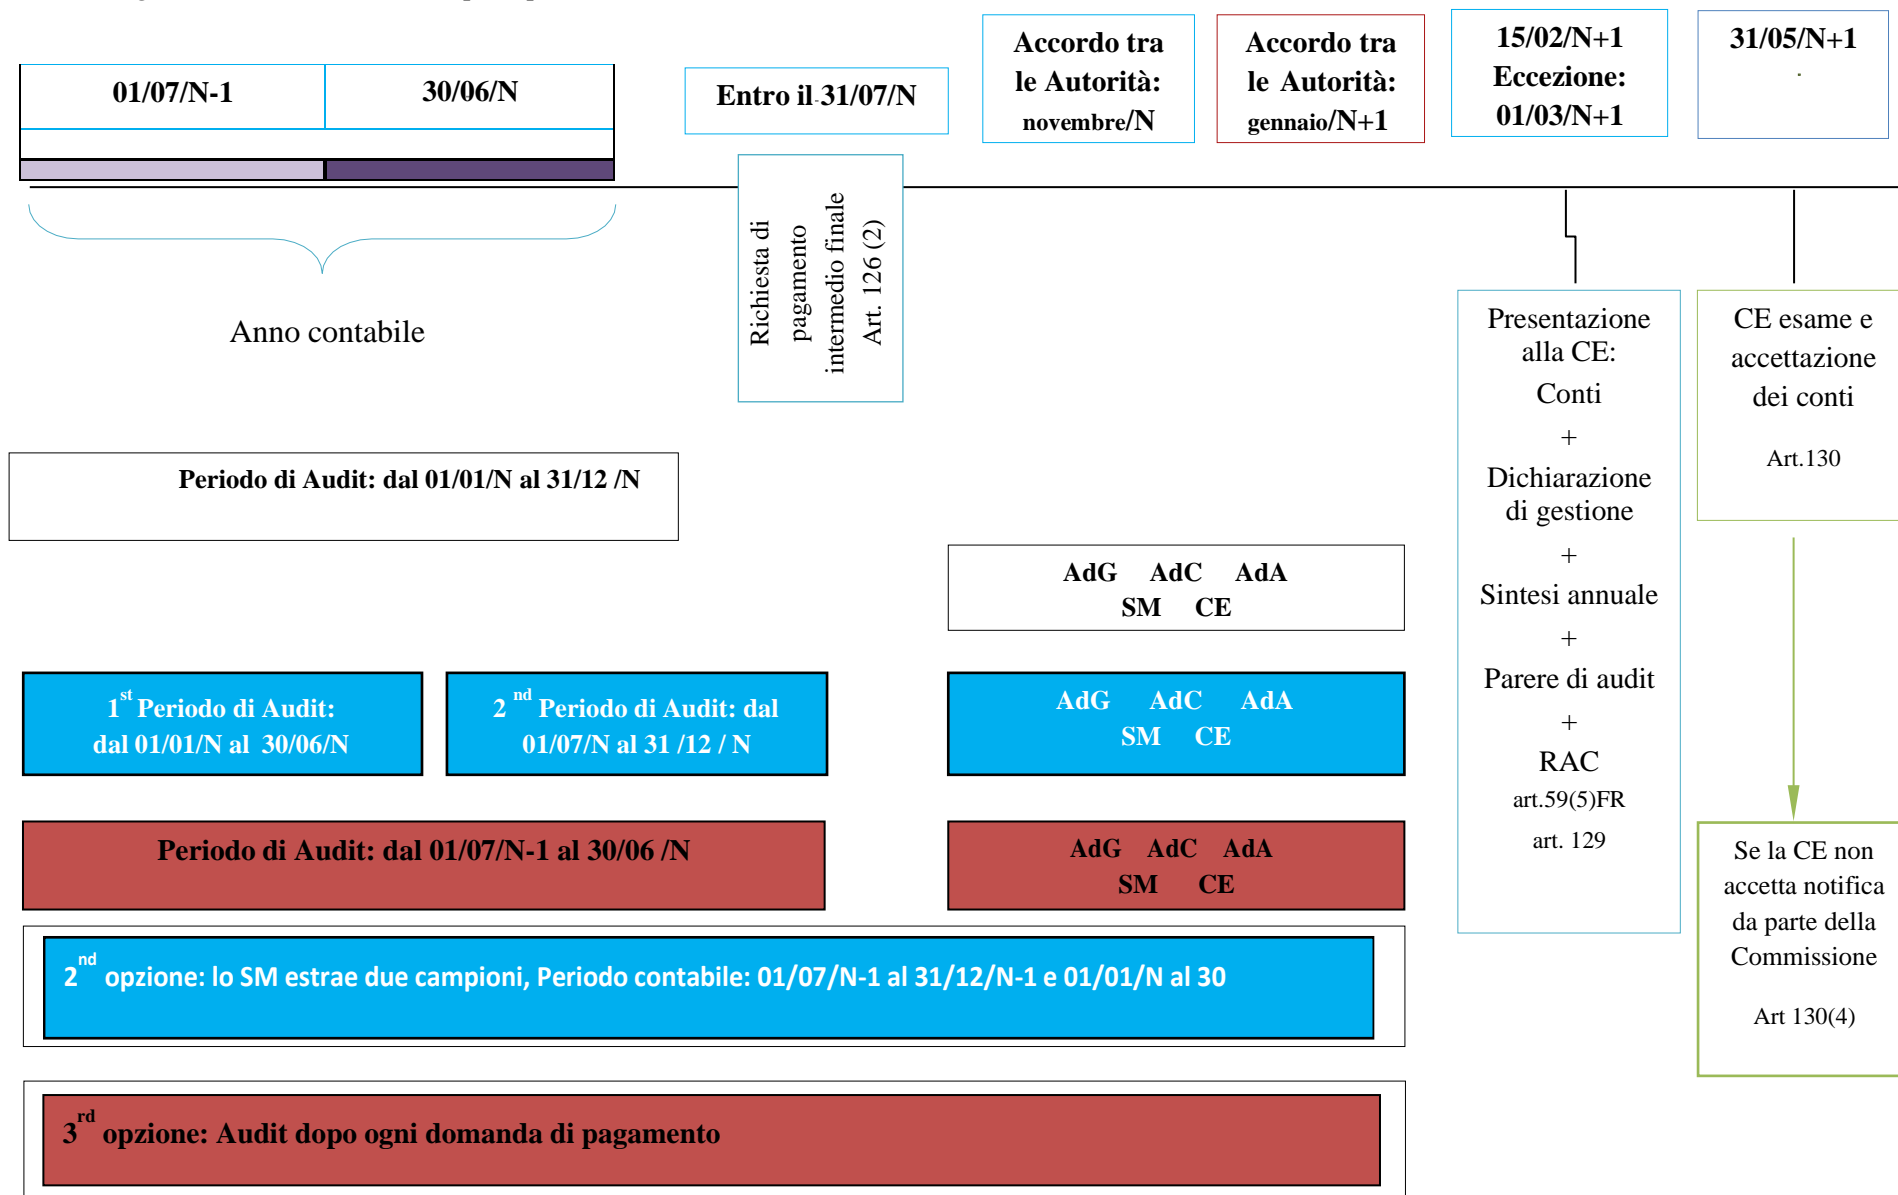 01/07/N-1
30/06/N
Entro il 31/07/N
Accordo tra
le Autorità:
novembre/N
Accordo tra
le Autorità:
gennaio/N+1
15/02/N+1
Eccezione:
01/03/N+1
31/05/N+1
Anno contabile
Richiesta di
pagamento
intermedio finale
Art. 126 (2)
Presentazione
alla CE:
Conti
+
Dichiarazione
di gestione
+
Sintesi annuale
+
Parere di audit
+
RAC
art.59(5)FR
art. 129
CE esame e
accettazione
dei conti
Art.130
Se la CE non
accetta notifica
da parte della
Commissione
Art 130(4)
Periodo di Audit: dal 01/01/N al 31/12 /N
AdG AdC AdA
SM CE
1st Periodo di Audit:
dal 01/01/N al 30/06/N
2 nd Periodo di Audit: dal
01/07/N al 31 /12 / N
AdG AdC AdA
SM CE
Periodo di Audit: dal 01/07/N-1 al 30/06 /N
AdG AdC AdA
SM CE
2nd opzione: lo SM estrae due campioni, Periodo contabile: 01/07/N-1 al 31/12/N-1 e 01/01/N al 30
3rd opzione: Audit dopo ogni domanda di pagamento